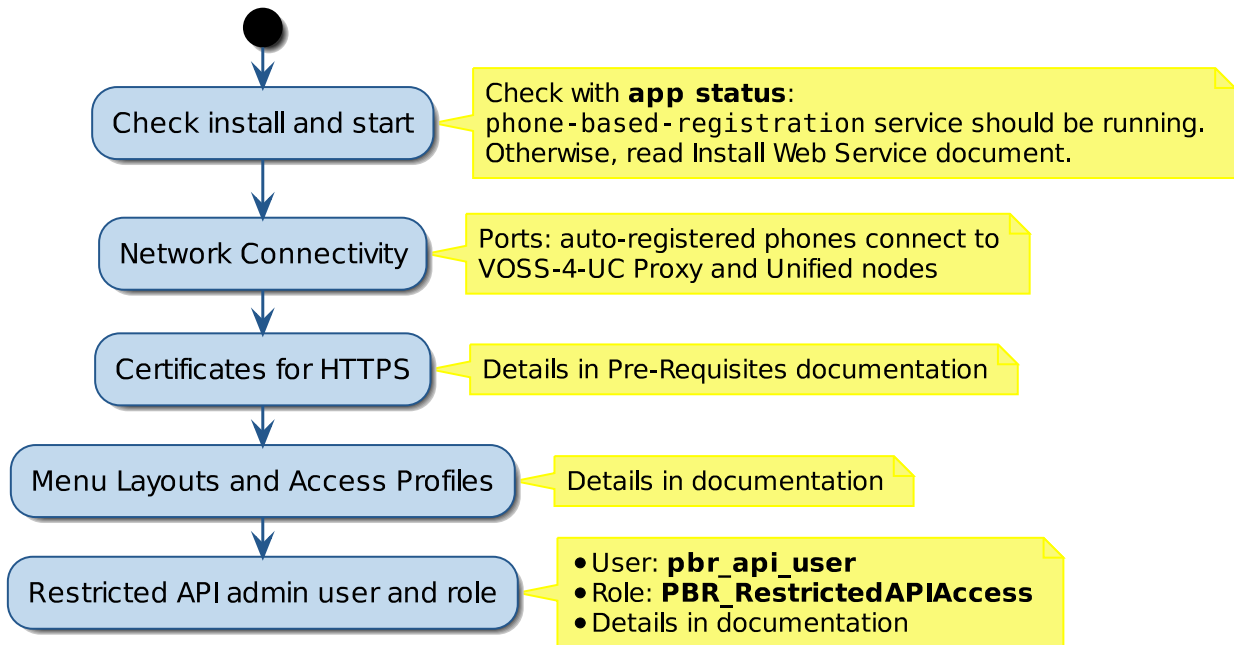 Check install and start
Check with app status:
phone-based-registration service should be running.
Otherwise, read Install Web Service document.
Network Connectivity
Ports: auto-registered phones connect to
VOSS-4-UC Proxy and Unified nodes
Certificates for HTTPS
Details in Pre-Requisites documentation
Menu Layouts and Access Profiles
Details in documentation
Restricted API admin user and role
• User: pbr_api_user
• Role: PBR_RestrictedAPIAccess
• Details in documentation